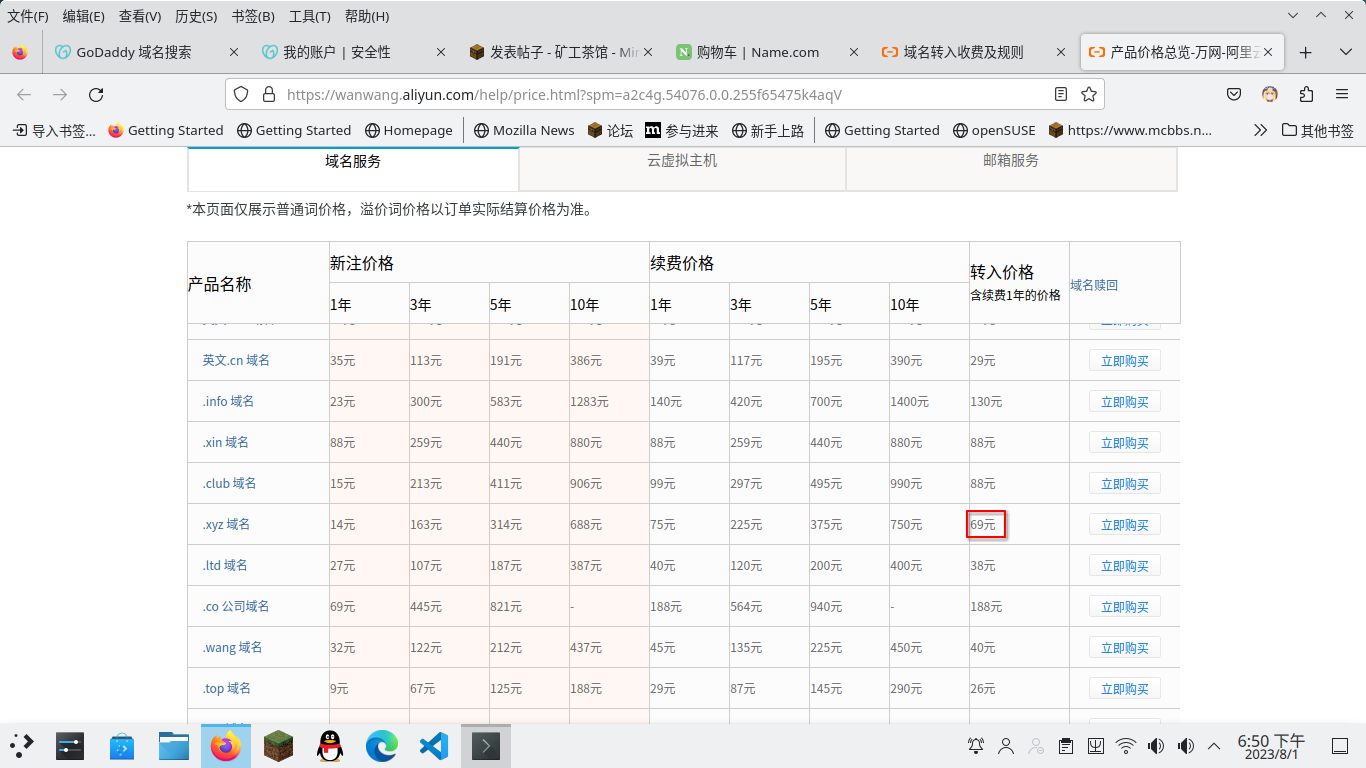 文件(F) 编辑(E) 查看(V) 历史(S) 书签(B) 工具(T) 帮助(H)
GoDaddy 域名搜索 我的账户 | 安全性 发表帖子 - 矿工茶馆 - Mir 购物车 | Name.com 域名转入收费及规则 产品价格总览-万网-阿里云
https://wanwang.aliyun.com/help/price.html?spm=a2c4g.54076.0.0.255f65475k4aqV
导入书签... Getting Started Getting Started Homepage Mozilla News 论坛 参与进来 新手上路 Getting Started openSUSE https://www.mcbbs.n... 其他书签
域名服务 云虚拟主机 邮箱服务
*本页面仅展示普通词价格，溢价词价格以订单实际结算价格为准。
产品名称 新注价格 续费价格 转入价格 含续费1年的价格 域名赎回
1年 3年 5年 10年 1年 3年 5年 10年
英文.cn 域名 35元 113元 191元 386元 39元 117元 195元 390元 29元 立即购买
.info 域名 23元 300元 583元 1283元 140元 420元 700元 1400元 130元 立即购买
.xin 域名 88元 259元 440元 880元 88元 259元 440元 880元 88元 立即购买
.club 域名 15元 213元 411元 906元 99元 297元 495元 990元 88元 立即购买
.xyz 域名 14元 163元 314元 688元 75元 225元 375元 750元 69元 立即购买
.ltd 域名 27元 107元 187元 387元 40元 120元 200元 400元 38元 立即购买
.co 公司域名 69元 445元 821元 - 188元 564元 940元 - 188元 立即购买
.wang 域名 32元 122元 212元 437元 45元 135元 225元 450元 40元 立即购买
.top 域名 9元 67元 125元 188元 29元 87元 145元 290元 26元 立即购买
6:50 下午
2023/8/1